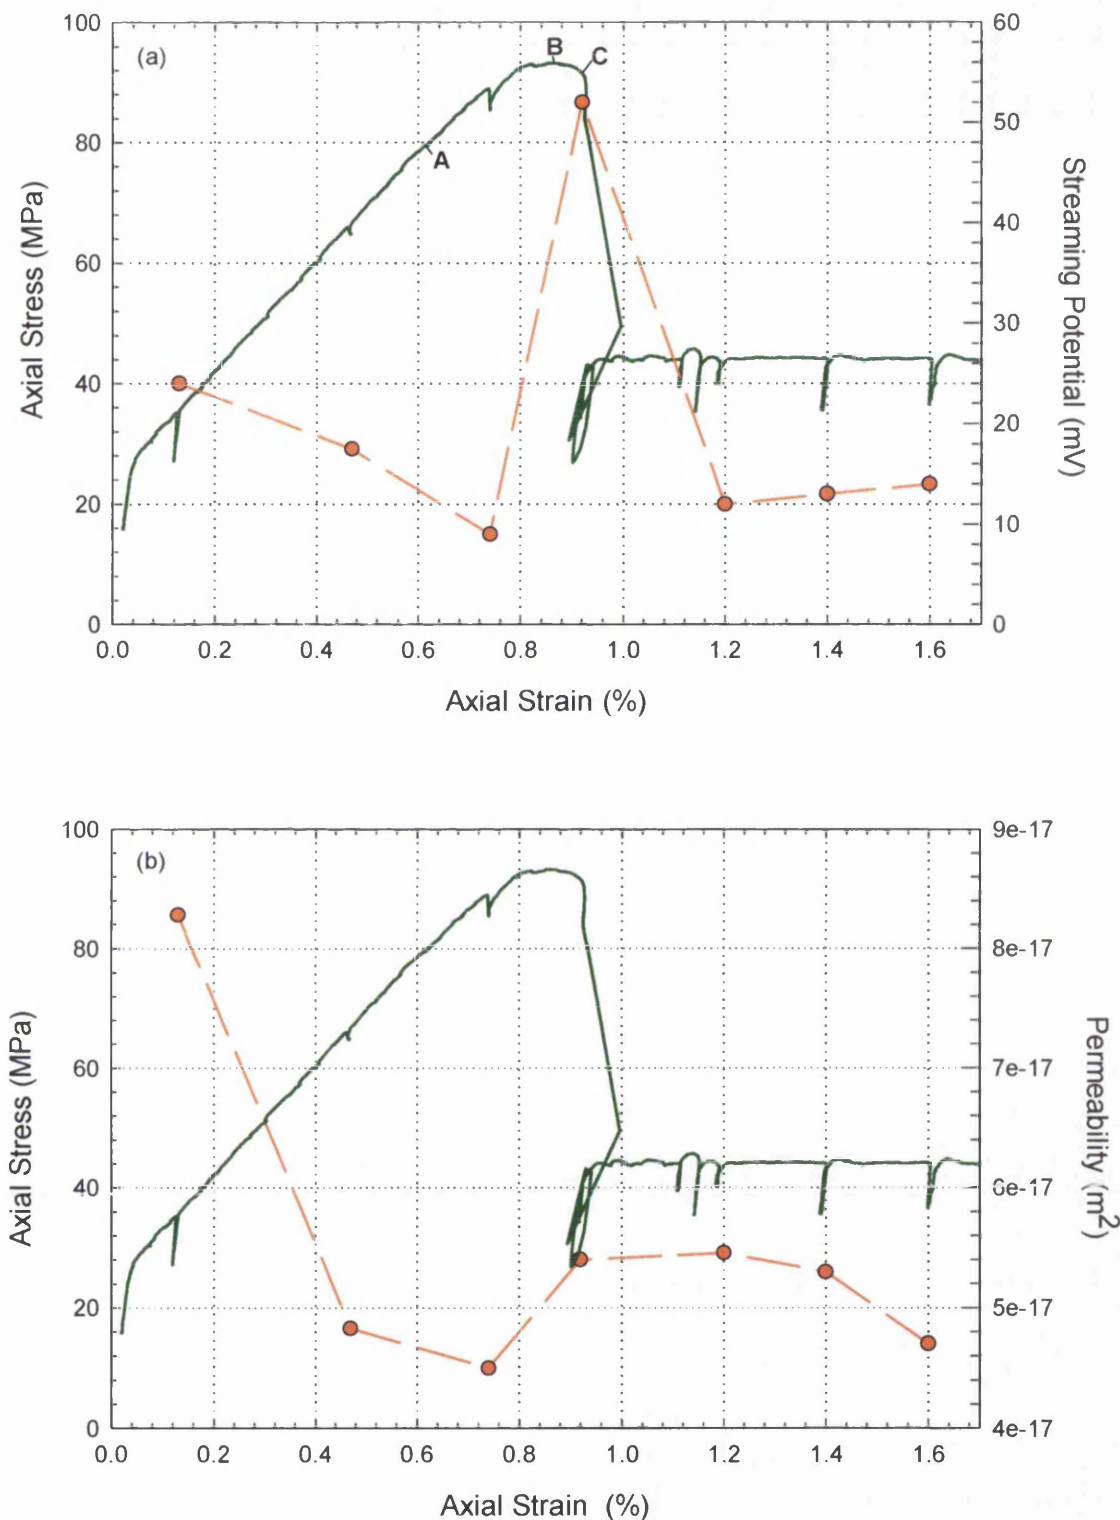 (a)
B
C
A
100
80
60
40
20
0
Axial Stress (MPa)
60
50
40
30
20
10
0
Streaming Potential (mV)
0.0 0.2 0.4 0.6 0.8 1.0 1.2 1.4 1.6
Axial Strain (%)
(b)
100
80
60
40
20
0
Axial Stress (MPa)
9e-17
8e-17
7e-17
6e-17
5e-17
4e-17
Permeability (m²)
0.0 0.2 0.4 0.6 0.8 1.0 1.2 1.4 1.6
Axial Strain (%)